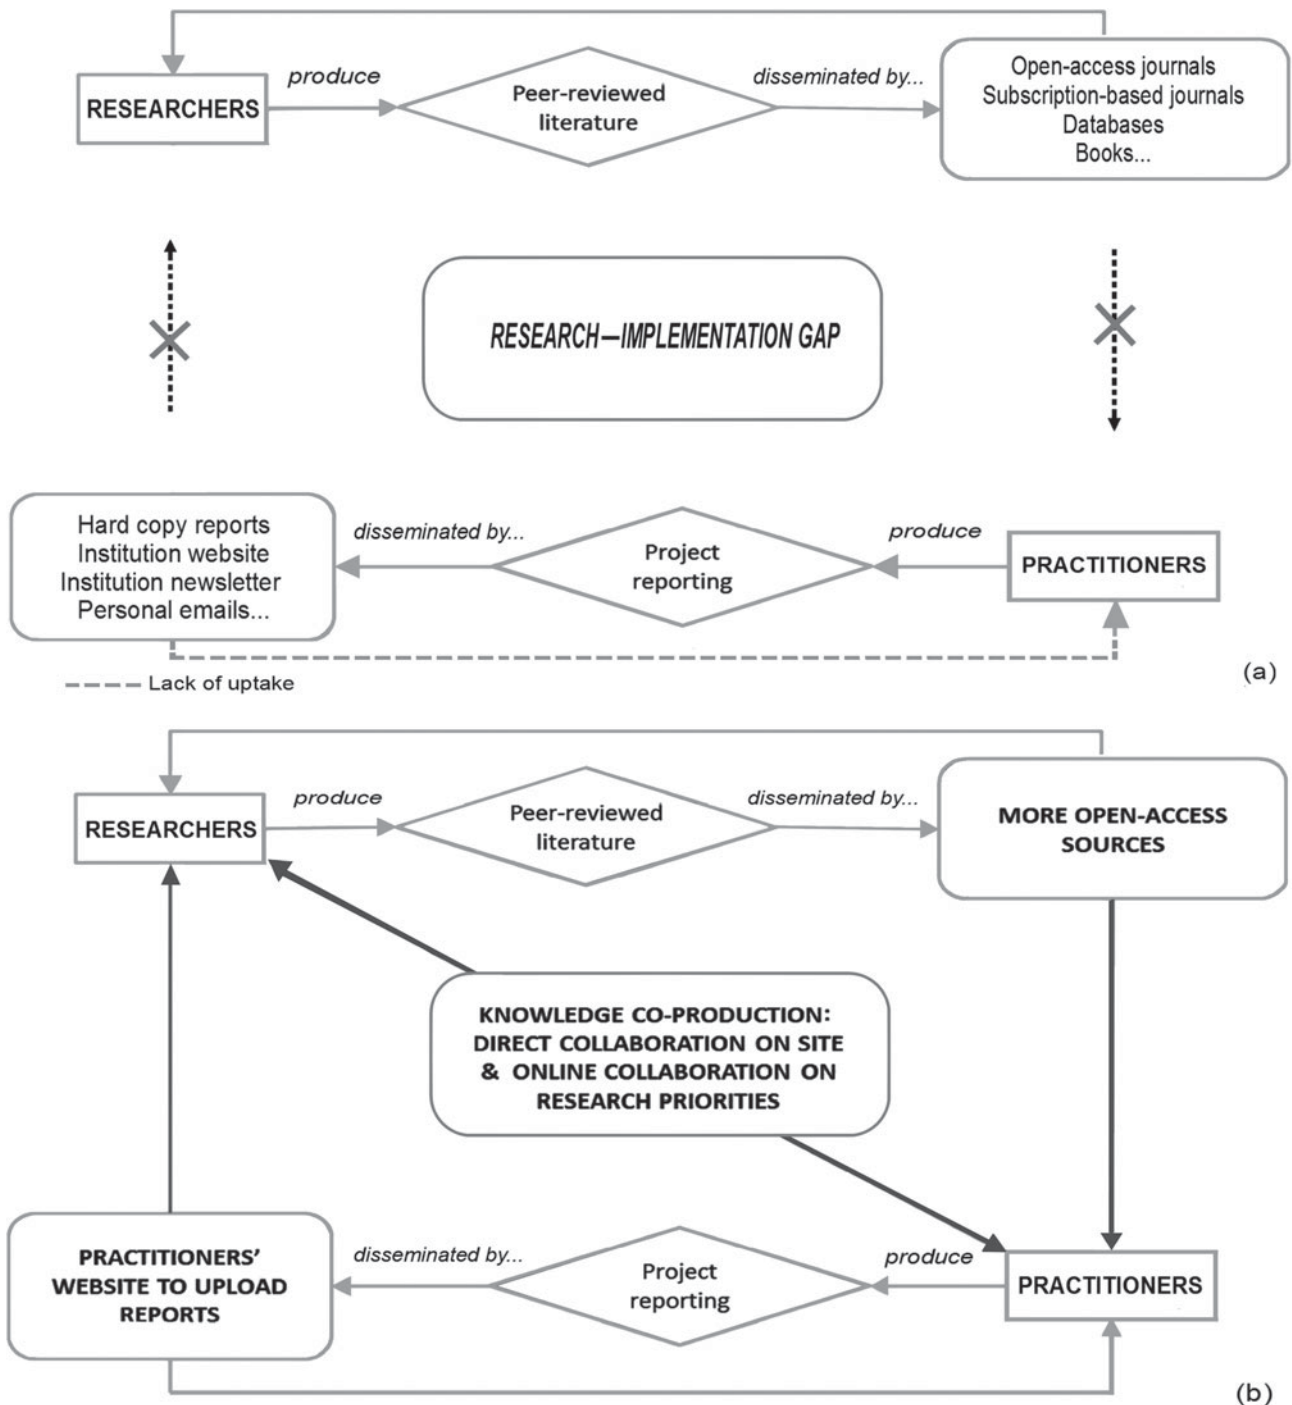 RESEARCHERS
produce
Peer-reviewed
literature
disseminated by...
Open-access journals
Subscription-based journals
Databases
Books...
RESEARCH—IMPLEMENTATION GAP
Hard copy reports
Institution website
Institution newsletter
Personal emails...
disseminated by...
Project
reporting
produce
PRACTITIONERS
Lack of uptake
(a)
RESEARCHERS
produce
Peer-reviewed
literature
disseminated by...
MORE OPEN-ACCESS
SOURCES
KNOWLEDGE CO-PRODUCTION:
DIRECT COLLABORATION ON SITE
& ONLINE COLLABORATION ON
RESEARCH PRIORITIES
PRACTITIONERS’
WEBSITE TO UPLOAD
REPORTS
disseminated by...
Project
reporting
produce
PRACTITIONERS
(b)